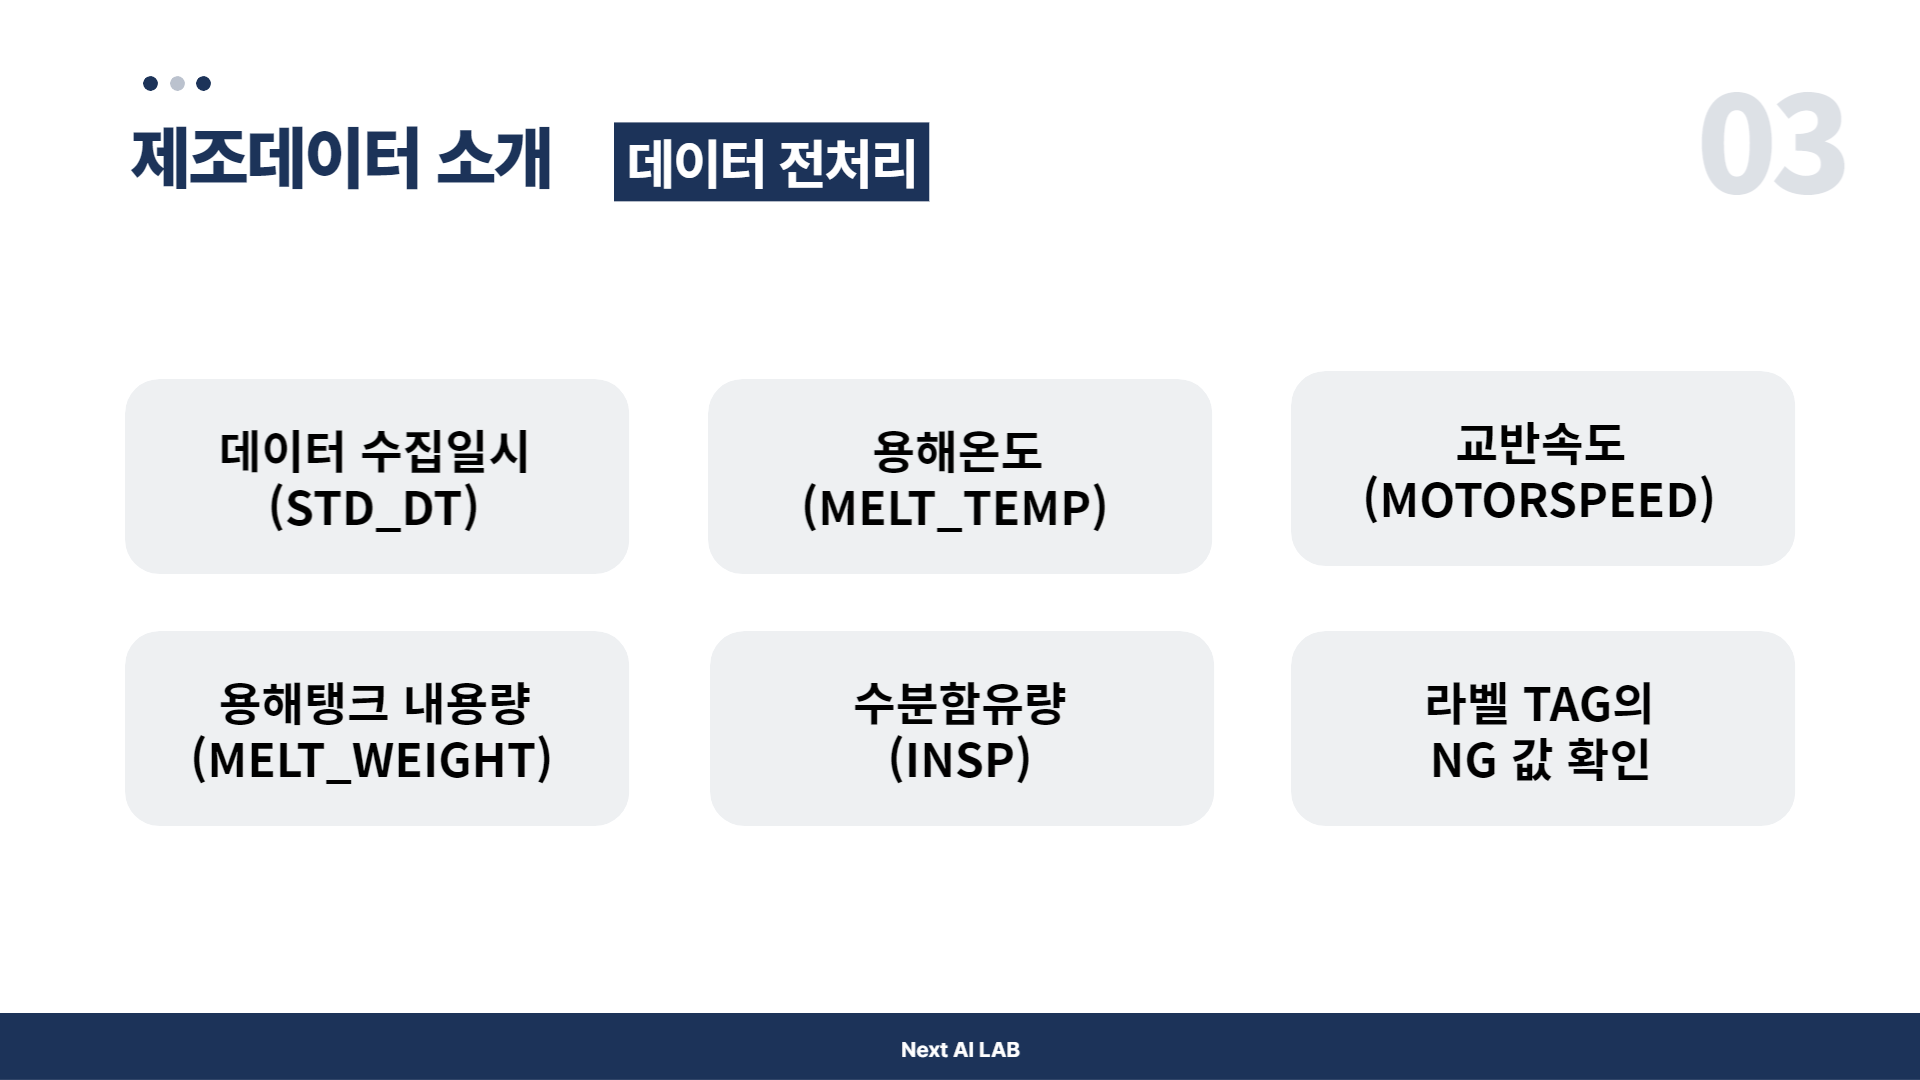 제조데이터 소개
데이터 전처리
03
데이터 수집일시
(STD_DT)
용해온도
(MELT_TEMP)
교반속도
(MOTORSPEED)
용해탱크 내용량
(MELT_WEIGHT)
수분함유량
(INSP)
라벨 TAG의
NG 값 확인
Next AI LAB